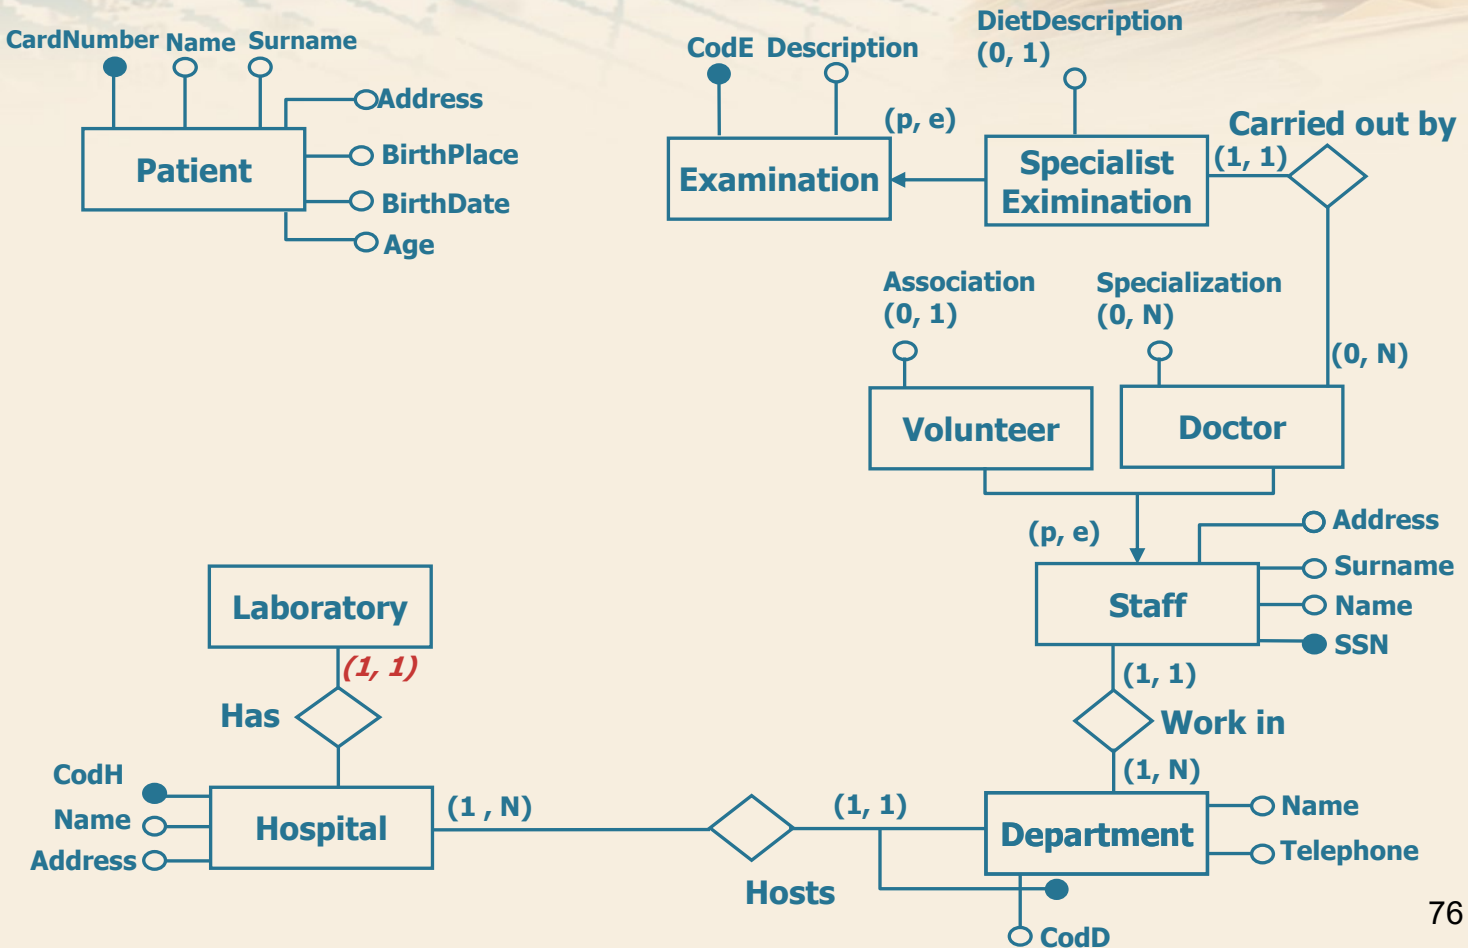 CardNumber Name Surname
Address
Patient
BirthPlace
BirthDate
Age
CodE Description
DietDescription
(0, 1)
(p, e)
Carried out by
Examination
Specialist
Eximination
(1, 1)
Association
(0, 1)
Specialization
(0, N)
(0, N)
Volunteer
Doctor
(p, e)
Address
Surname
Staff
Name
SSN
Laboratory
(1, 1)
Has
(1, 1)
Work in
(1, N)
CodH
Name
Address
Hospital
(1 , N)
(1, 1)
Hosts
Department
Name
Telephone
CodD
76